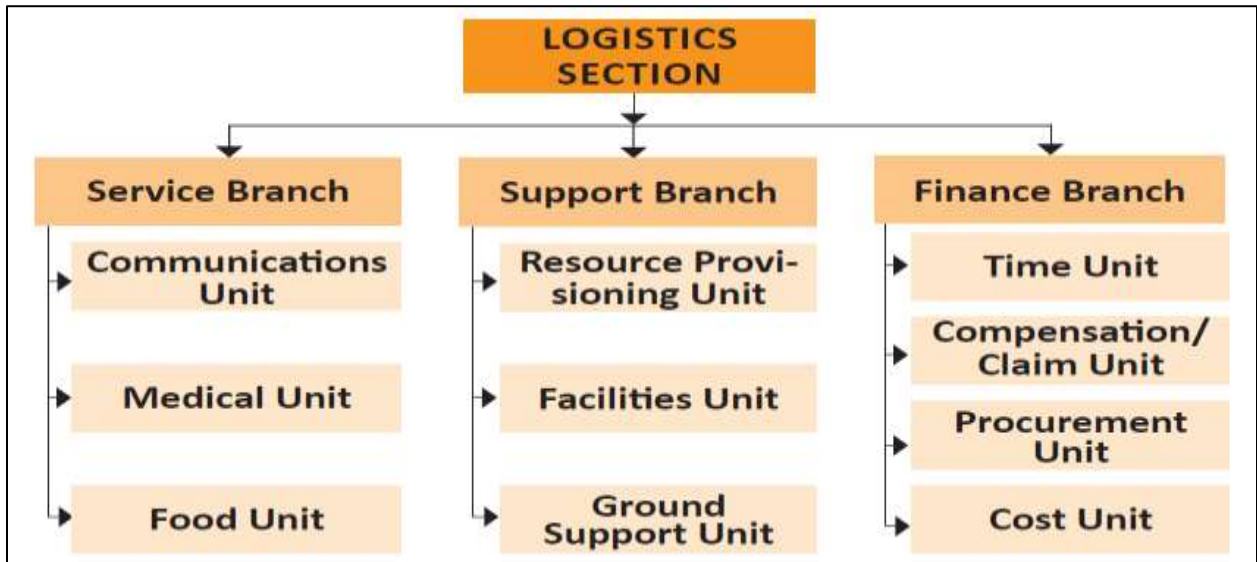 LOGISTICS
SECTION
Service Branch
Communications
Unit
Medical Unit
Food Unit
Support Branch
Resource Provi-
sioning Unit
Facilities Unit
Ground
Support Unit
Finance Branch
Time Unit
Compensation/
Claim Unit
Procurement
Unit
Cost Unit